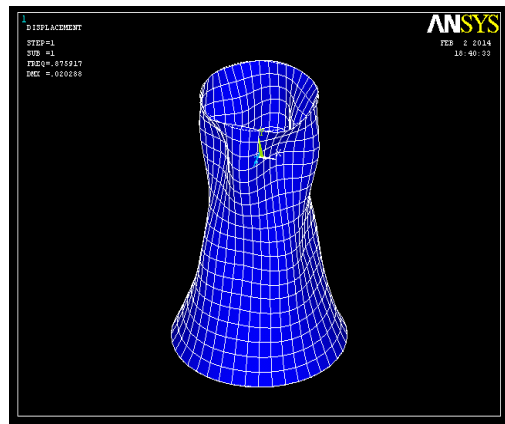 1
DISPLACEMENT
STEP=1
SUB =1
FREQ=.875917
DMX =.020288
ANSYS
FEB 2 2014
18:40:33